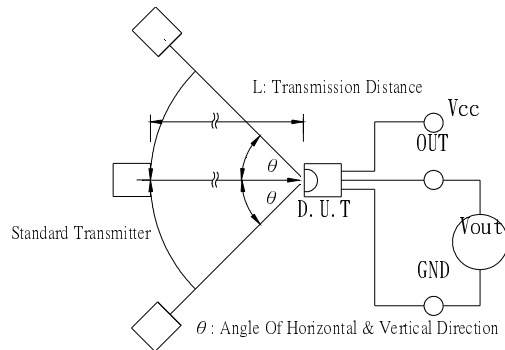 L: Transmission Distance
Vcc
OUT
θ
θ
D.U.T
Standard Transmitter
Vout
GND
θ : Angle Of Horizontal & Vertical Direction